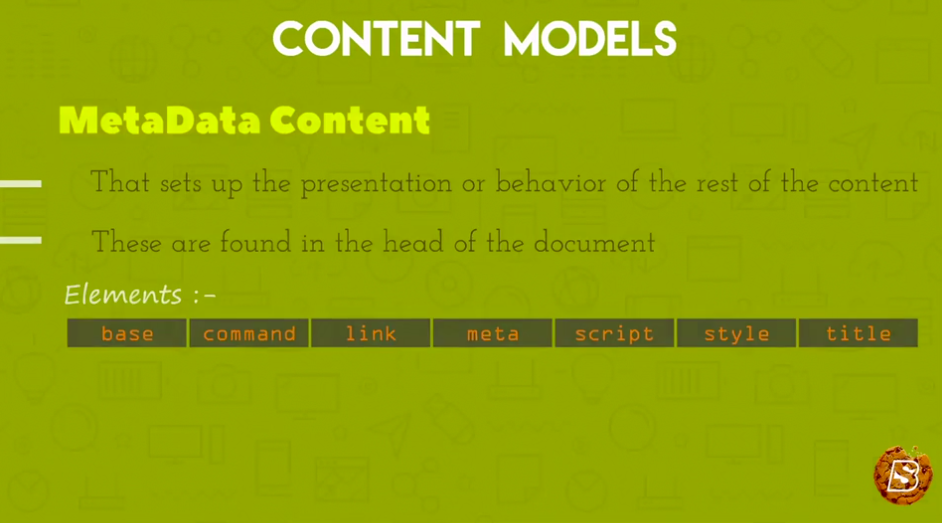 CONTENT MODELS
MetaData Content
That sets up the presentation or behavior of the rest of the content
These are found in the head of the document
Elements :-
base command link meta script style title
BS